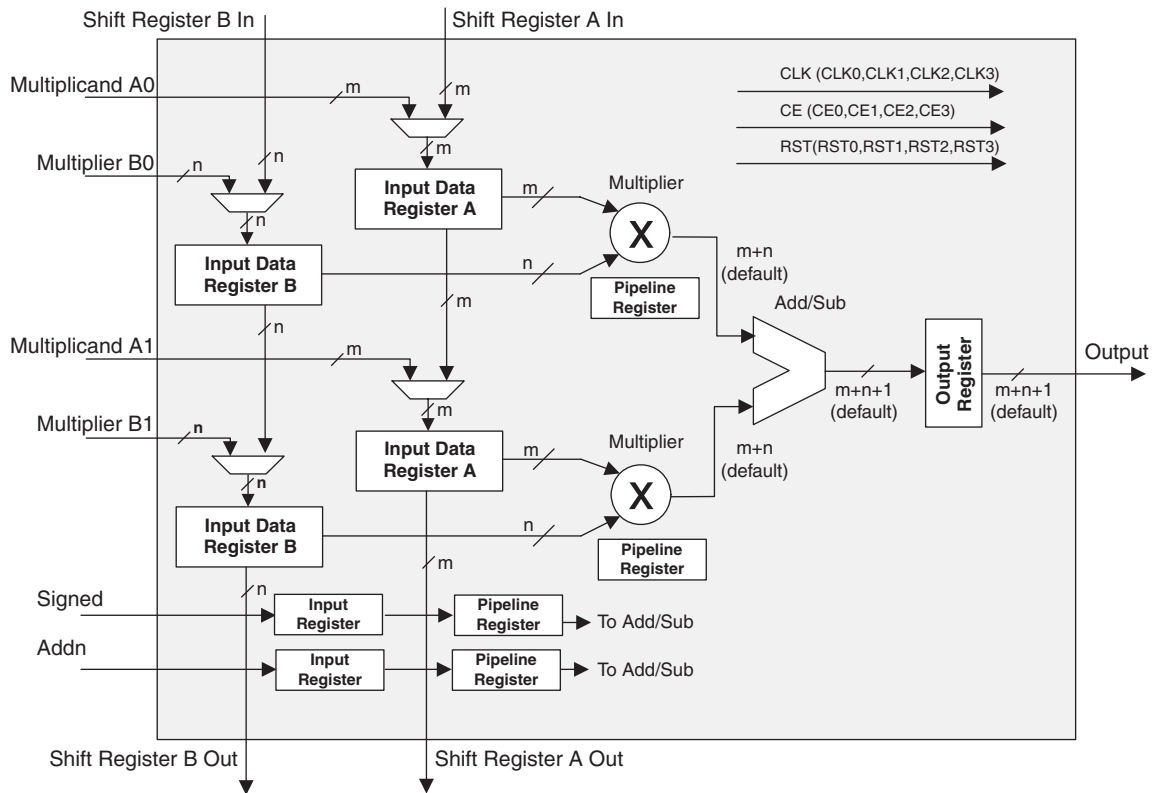 Shift Register B In
Shift Register A In
Multiplicand A0
m
m
CLK (CLK0,CLK1,CLK2,CLK3)
CE (CE0,CE1,CE2,CE3)
RST(RST0,RST1,RST2,RST3)
m
Multiplier B0
n
n
n
Input Data
Register A
m
Multiplier
X
Input Data
Register B
n
m+n
(default)
Pipeline
Register
m
n
Add/Sub
Multiplicand A1
m
m
Output
Register
m+n+1
(default)
m+n+1
(default)
Output
Multiplier B1
n
n
Input Data
Register A
m
Multiplier
X
m+n
(default)
Input Data
Register B
n
Pipeline
Register
m
n
Signed
Input
Register
Pipeline
Register
To Add/Sub
Addn
Input
Register
Pipeline
Register
To Add/Sub
Shift Register B Out
Shift Register A Out